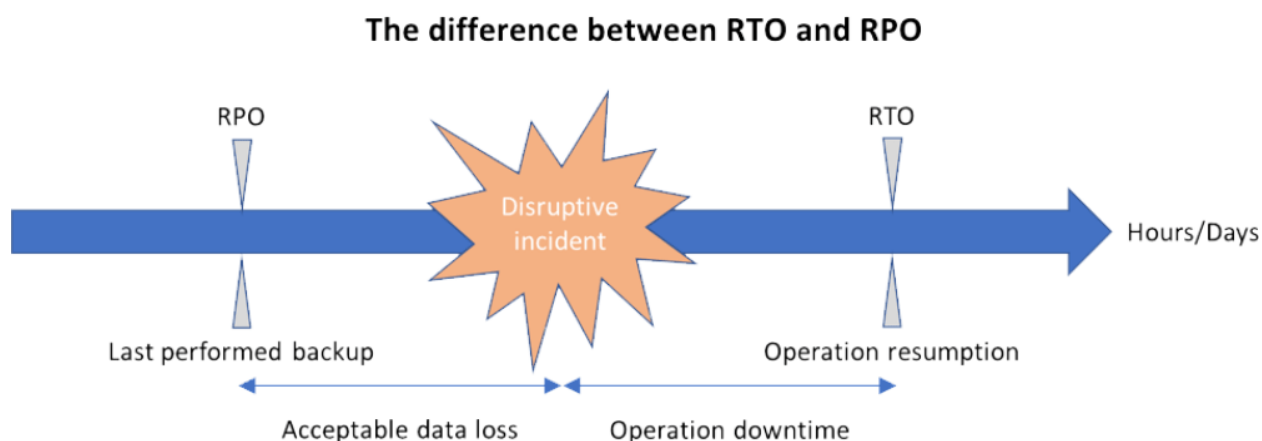 The difference between RTO and RPO
RPO
RTO
Disruptive
incident
Hours/Days
Last performed backup
Operation resumption
Acceptable data loss
Operation downtime